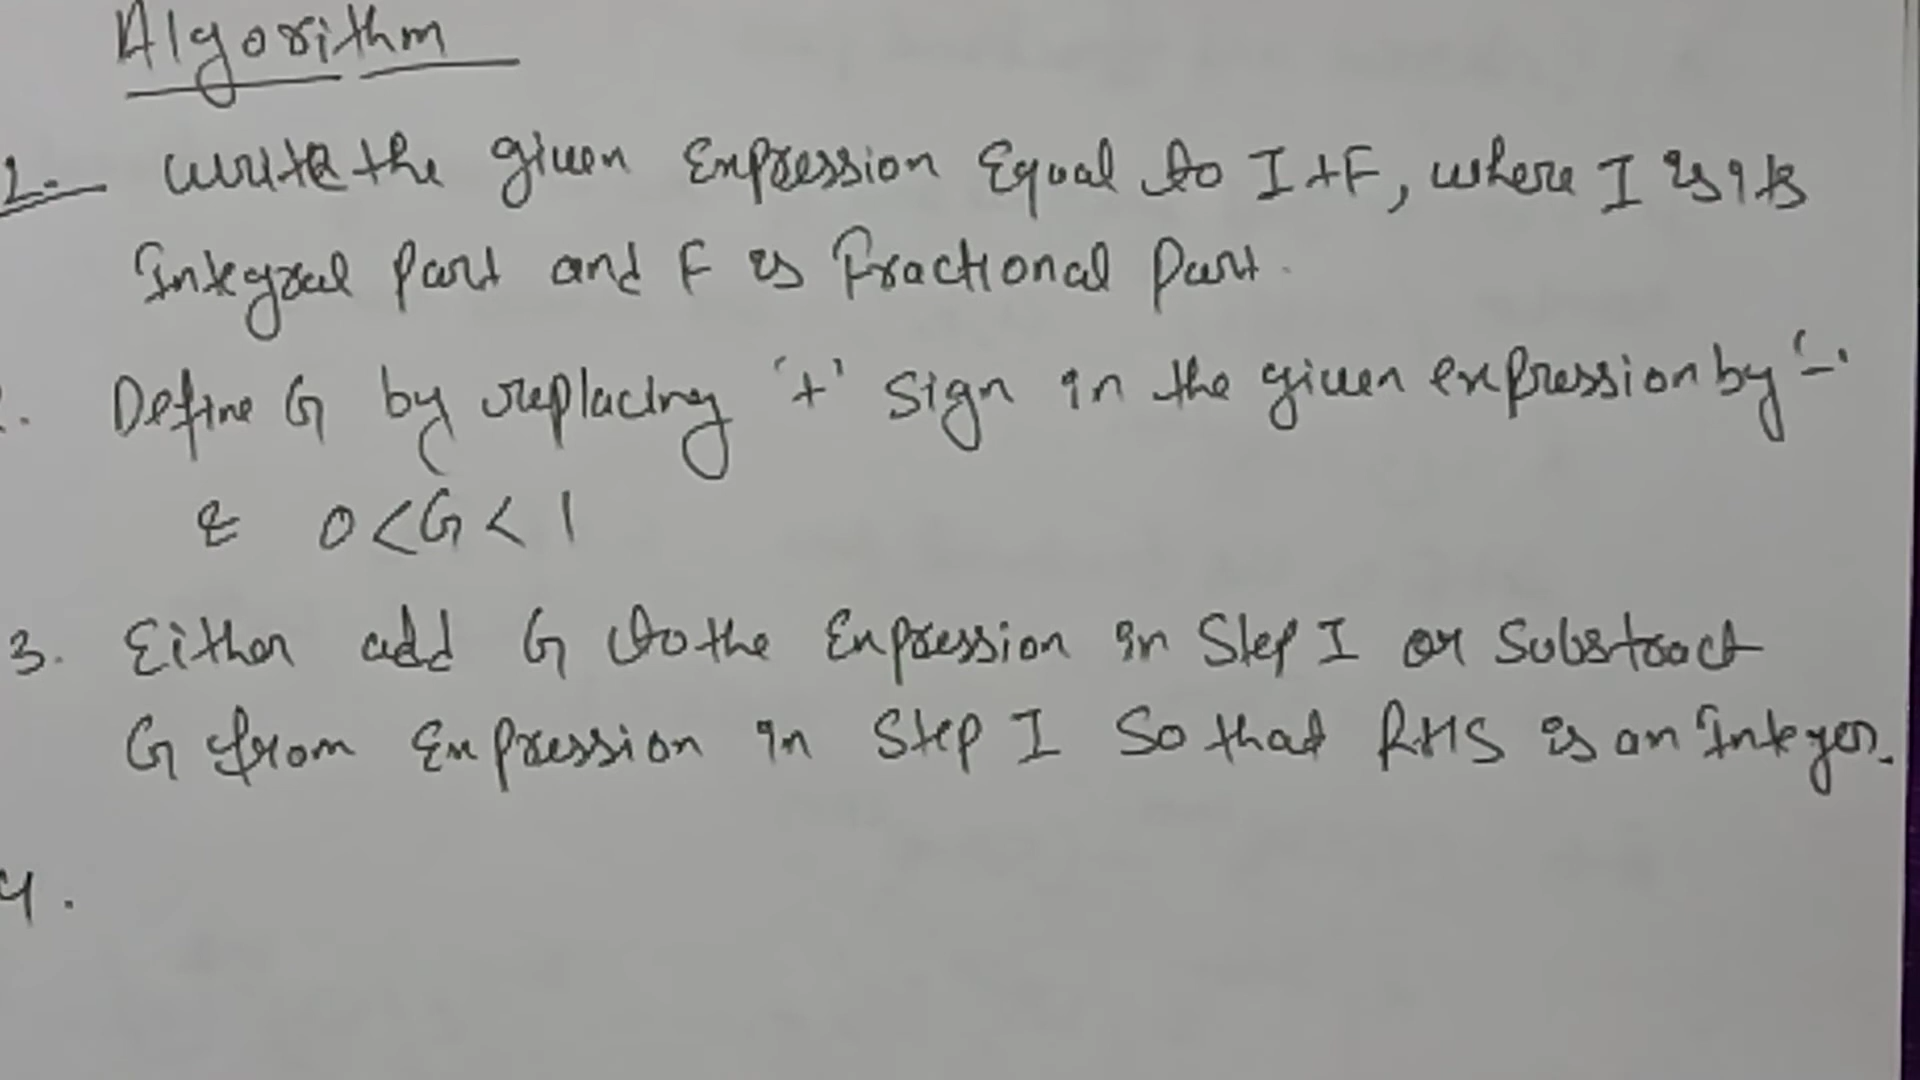 Algorithm
1. Write the given Expression Equal to I+F, where I is its
Integral Part and F is Fractional Part.
2. Define G by replacing '+' sign in the given expression by '-'
& 0<G<1
3. Either add G to the Expression in Step I or Substract
G from Expression in Step I So that RHS is an Integer.
4.